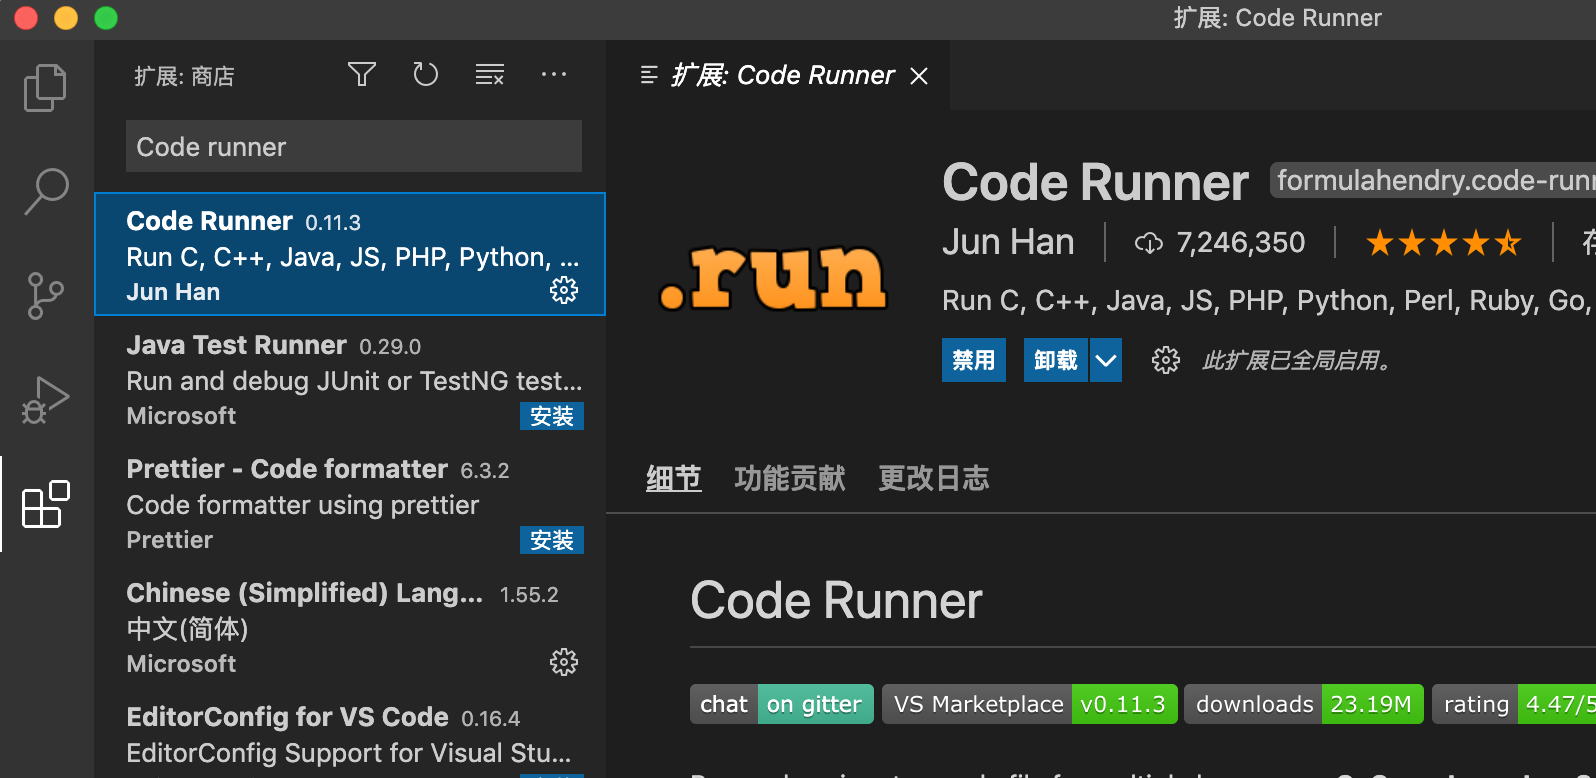 扩展: Code Runner
扩展: 商店
Code runner
Code Runner 0.11.3
Run C, C++, Java, JS, PHP, Python, ...
Jun Han
Java Test Runner 0.29.0
Run and debug JUnit or TestNG test...
Microsoft
安装
Prettier - Code formatter 6.3.2
Code formatter using prettier
Prettier
安装
Chinese (Simplified) Lang... 1.55.2
中文(简体)
Microsoft
EditorConfig for VS Code 0.16.4
EditorConfig Support for Visual Stu...
扩展: Code Runner
.run
Code Runner formulahendry.code-runn
Jun Han 7,246,350
Run C, C++, Java, JS, PHP, Python, Perl, Ruby, Go,
禁用 卸载 此扩展已全局启用。
细节 功能贡献 更改日志
Code Runner
chat on gitter VS Marketplace v0.11.3 downloads 23.19M rating 4.47/5